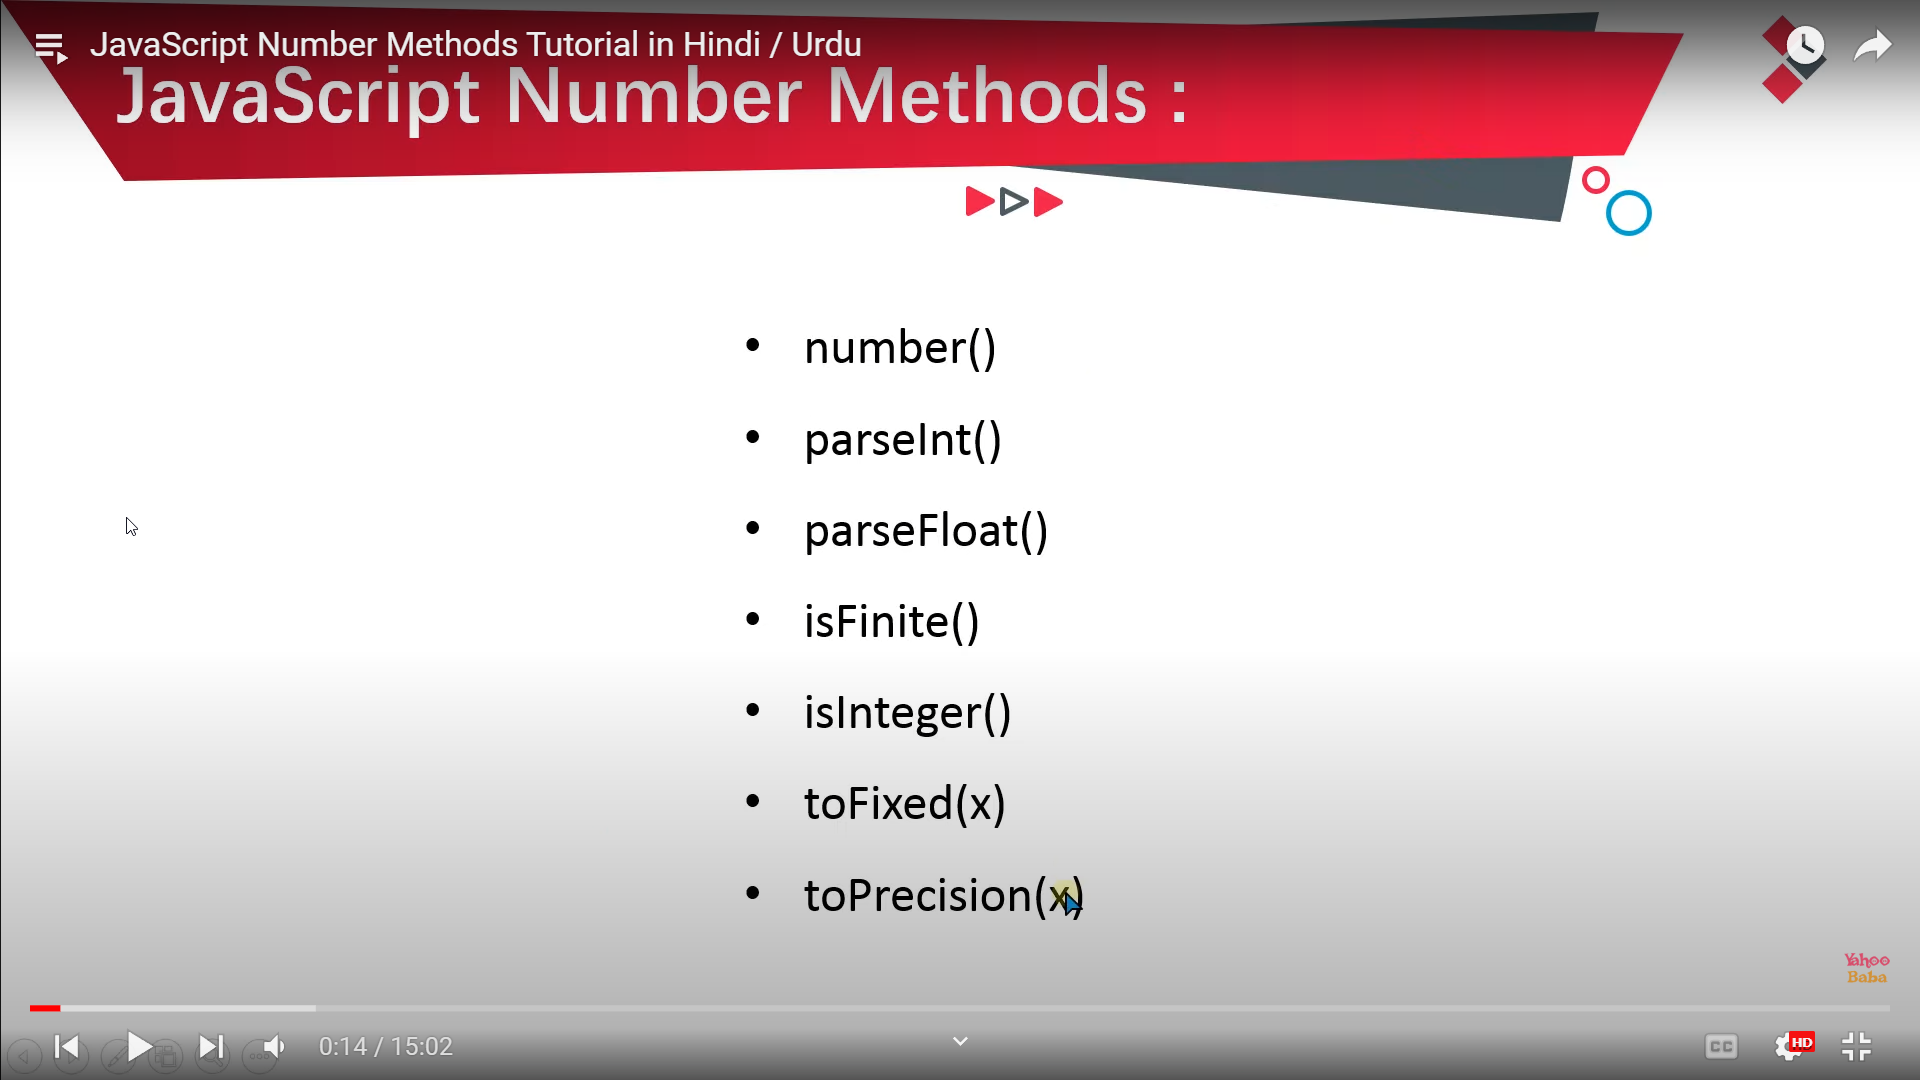 JavaScript Number Methods Tutorial in Hindi / Urdu
JavaScript Number Methods :
• number()
• parseInt()
• parseFloat()
• isFinite()
• isInteger()
• toFixed(x)
• toPrecision(x)
Yahoo
Baba
0:14 / 15:02
CC
HD